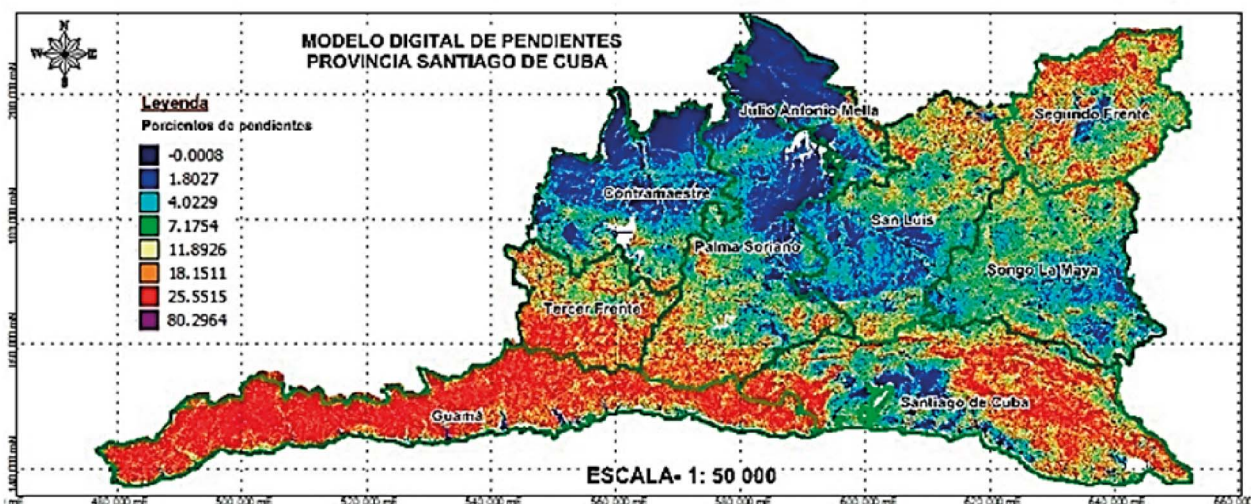 N
W E
S
MODELO DIGITAL DE PENDIENTES
PROVINCIA SANTIAGO DE CUBA
Leyenda
Porcientos de pendientes
-0.0008
1.8027
4.0229
7.1754
11.8926
18.1511
25.5515
80.2964
Julio Antonio Mella
Segundo Frente
Contramaestre
San Luis
Palma Soriano
Songo La Maya
Tercer Frente
Guamá
Santiago de Cuba
ESCALA- 1: 50 000